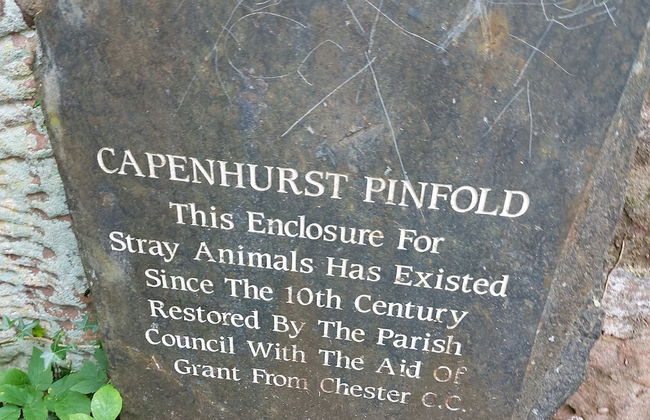 CAPENHURST PINFOLD
This Enclosure For
Stray Animals Has Existed
Since The 10th Century
Restored By The Parish
Council With The Aid Of
A Grant From Chester C.C.